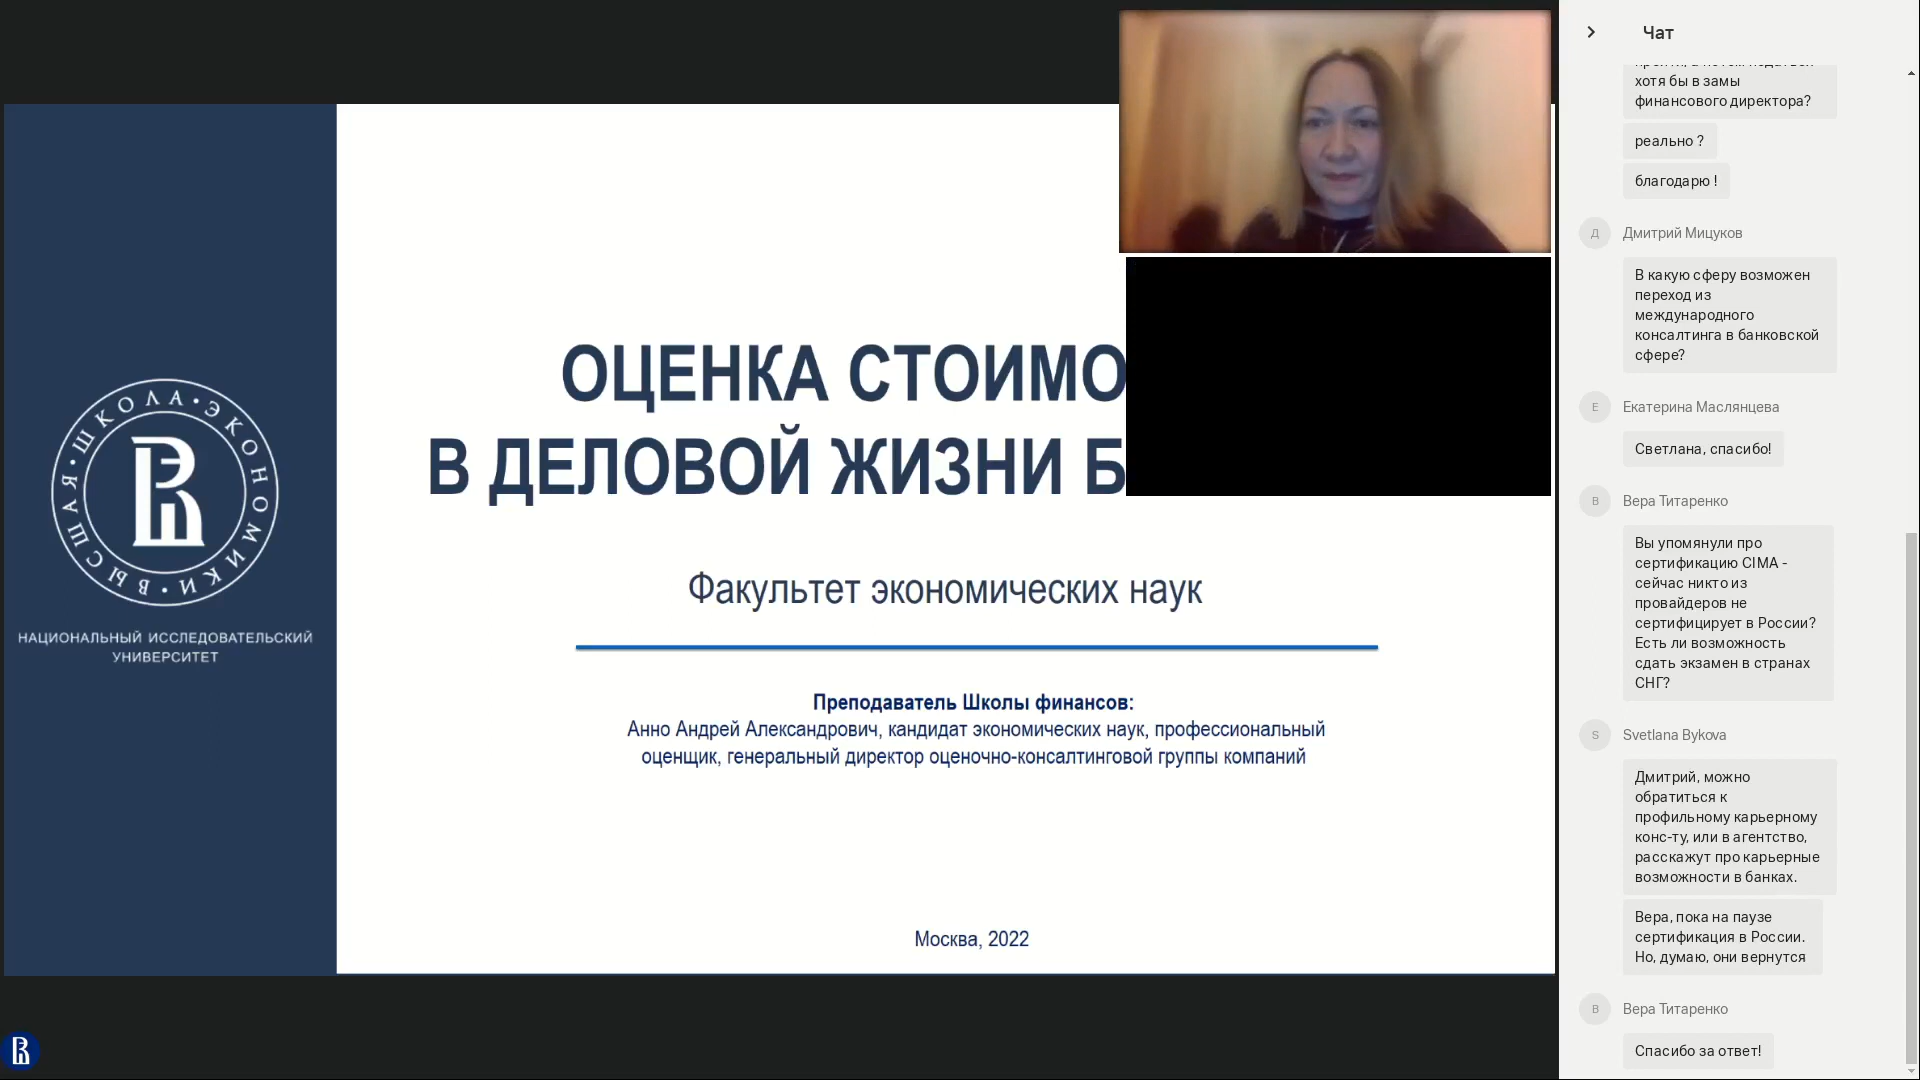 ВЫСШАЯ • ШКОЛА • ЭКОНОМИКИ •
НАЦИОНАЛЬНЫЙ ИССЛЕДОВАТЕЛЬСКИЙ
УНИВЕРСИТЕТ
ОЦЕНКА СТОИМО
В ДЕЛОВОЙ ЖИЗНИ Б
Факультет экономических наук
Преподаватель Школы финансов:
Анно Андрей Александрович, кандидат экономических наук, профессиональный
оценщик, генеральный директор оценочно-консалтинговой группы компаний
Москва, 2022
Чат
хотя бы в замы
финансового директора?
реально ?
благодарю !
Д
Дмитрий Мицуков
В какую сферу возможен
переход из
международного
консалтинга в банковской
сфере?
Е
Екатерина Маслянцева
Светлана, спасибо!
В
Вера Титаренко
Вы упомянули про
сертификацию CIMA -
сейчас никто из
провайдеров не
сертифицирует в России?
Есть ли возможность
сдать экзамен в странах
СНГ?
S
Svetlana Bykova
Дмитрий, можно
обратиться к
профильному карьерному
конс-ту, или в агентство,
расскажут про карьерные
возможности в банках.
Вера, пока на паузе
сертификация в России.
Но, думаю, они вернутся
В
Вера Титаренко
Спасибо за ответ!